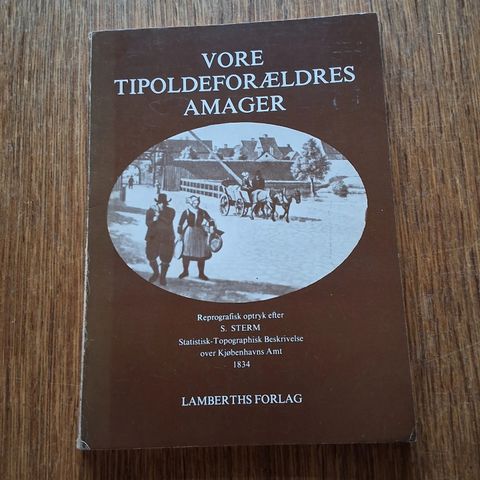 VORE
TIPOLDEFORÆLDRES
AMAGER
Reprografisk optryk efter
S. STERM
Statistisk-Topographisk Beskrivelse
over Kjøbenhavns Amt
1834
LAMBERTHS FORLAG